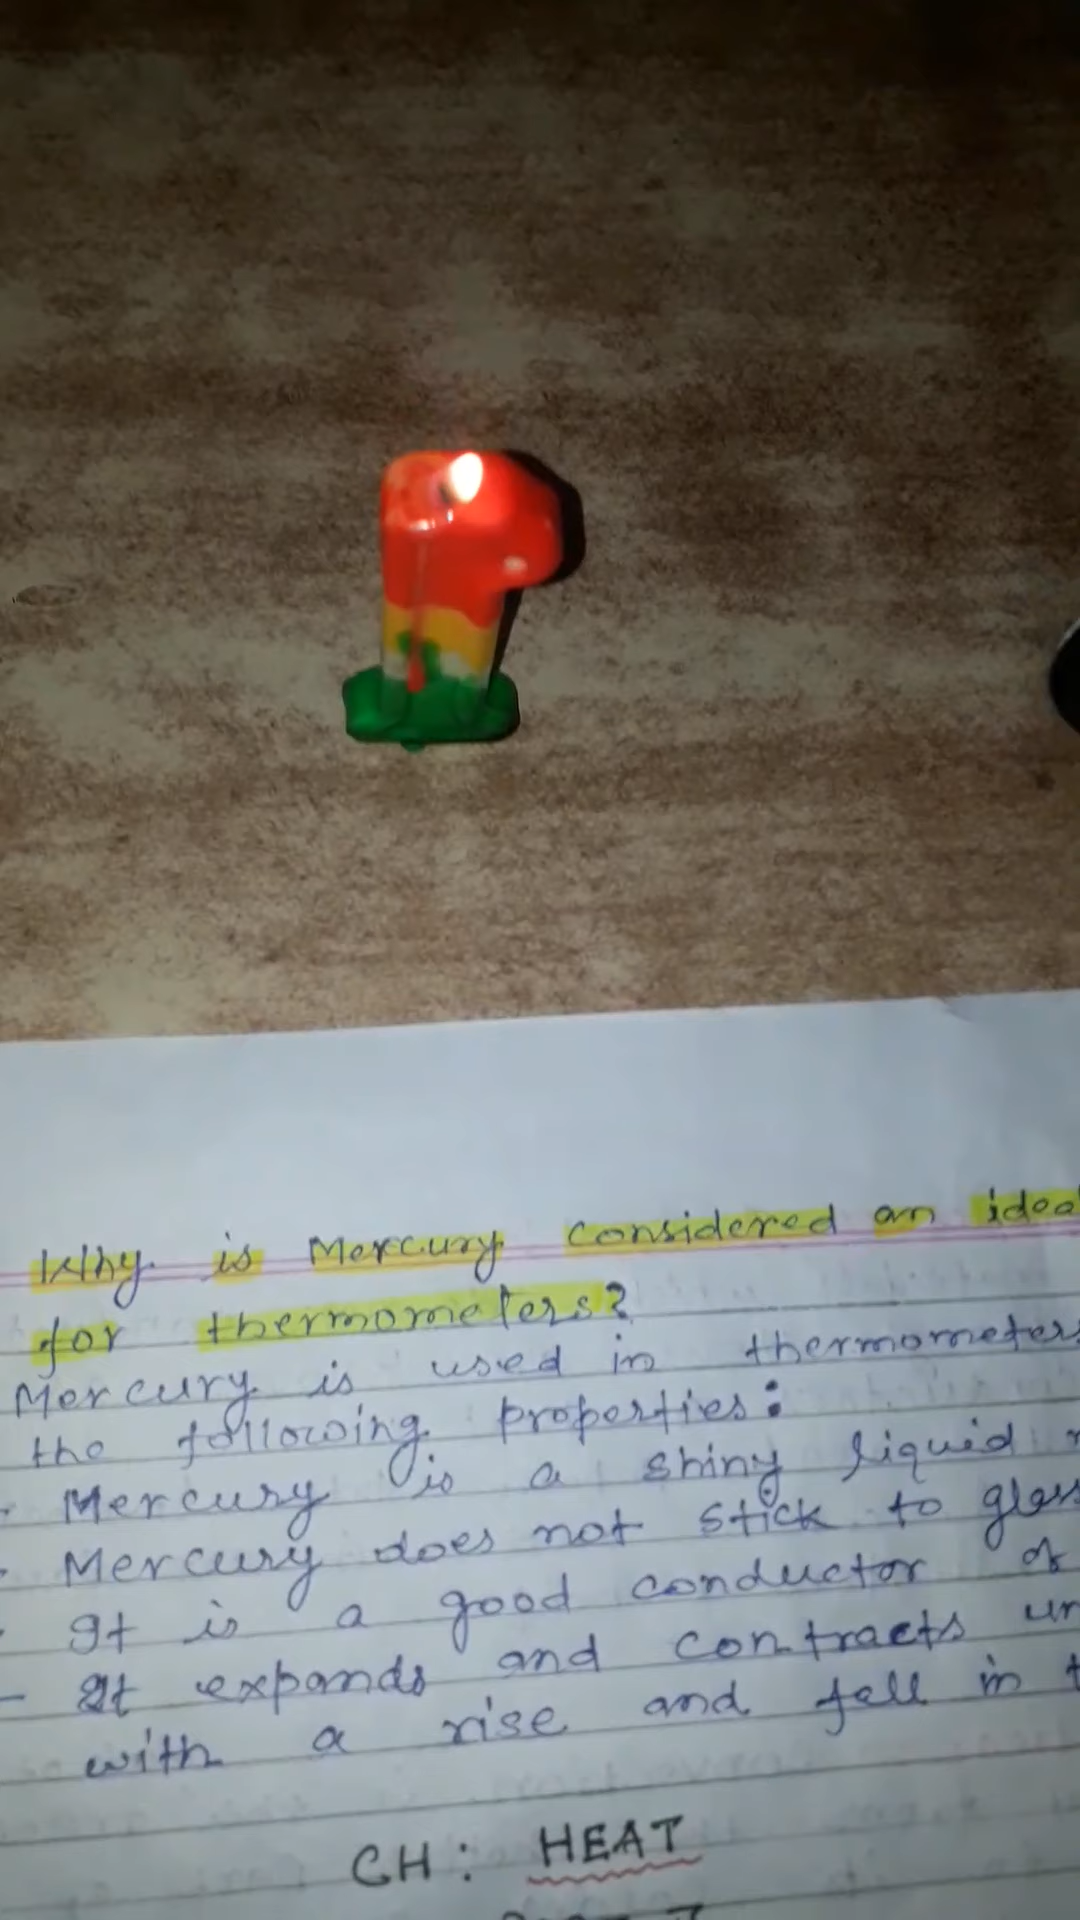 Why is Mercury considered an
for thermometers?
Mercury is used in thermometers
the following properties:
Mercury is a shiny liquid
- Mercury does not stick to glass
- It is a good conductor of
- It expands and contracts
with a rise and fall in
CH: HEAT